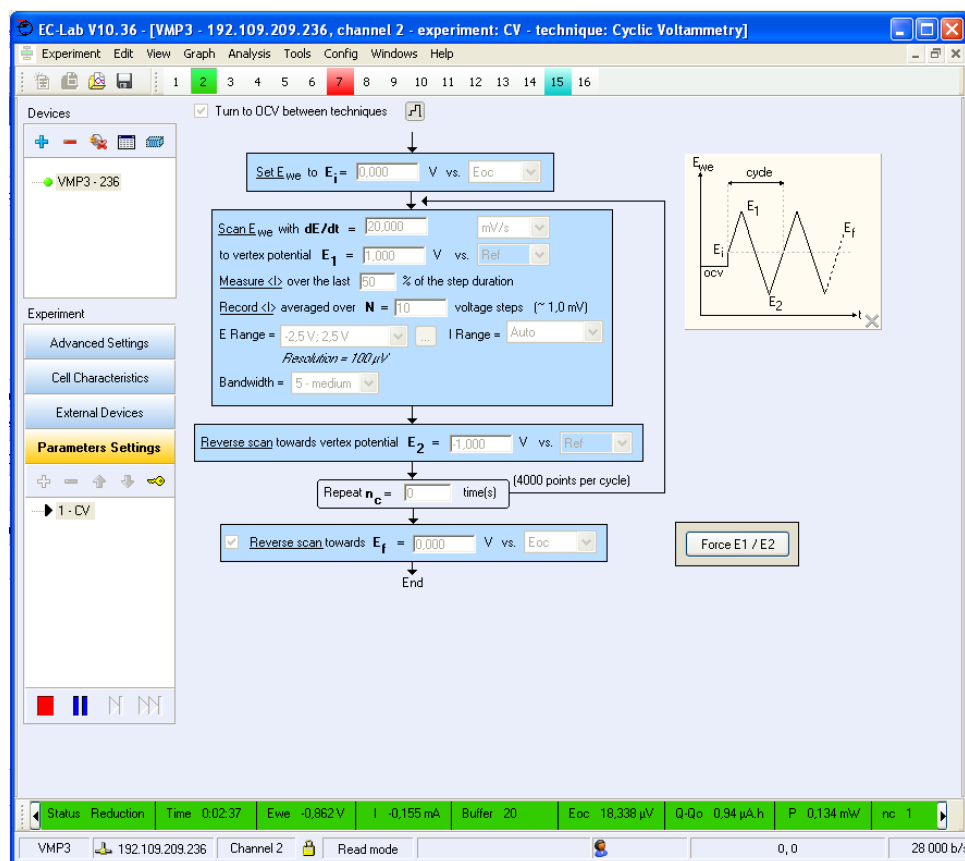 EC-Lab V10.36 - [VMP3 - 192.109.209.236, channel 2 - experiment: CV - technique: Cyclic Voltammetry]
Experiment Edit View Graph Analysis Tools Config Windows Help
1 2 3 4 5 6 7 8 9 10 11 12 13 14 15 16
Devices
VMP3 - 236
Experiment
Advanced Settings
Cell Characteristics
External Devices
Parameters Settings
1 - CV
Turn to OCV between techniques
Set Ewe to Ei = 0,000 V vs. Eoc
Scan Ewe with dE/dt = 20,000 mV/s
to vertex potential E1 = 1,000 V vs. Ref
Measure <I> over the last 50 % of the step duration
Record <I> averaged over N = 10 voltage steps (~ 1,0 mV)
E Range = -2,5 V; 2,5 V ... I Range = Auto
Resolution = 100 µV
Bandwidth = 5 - medium
Reverse scan towards vertex potential E2 = -1,000 V vs. Ref
Repeat nc = 0 time(s) (4000 points per cycle)
Reverse scan towards Ef = 0,000 V vs. Eoc
End
Ewe
cycle
E1
Ef
Ei
ocv
E2
t
Force E1 / E2
Status Reduction Time 0:02:37 Ewe -0,862 V I -0,155 mA Buffer 20 Eoc 18,338 µV Q-Qo 0,94 µA.h P 0,134 mW nc 1
VMP3 192.109.209.236 Channel 2 Read mode 0, 0 28 000 b/